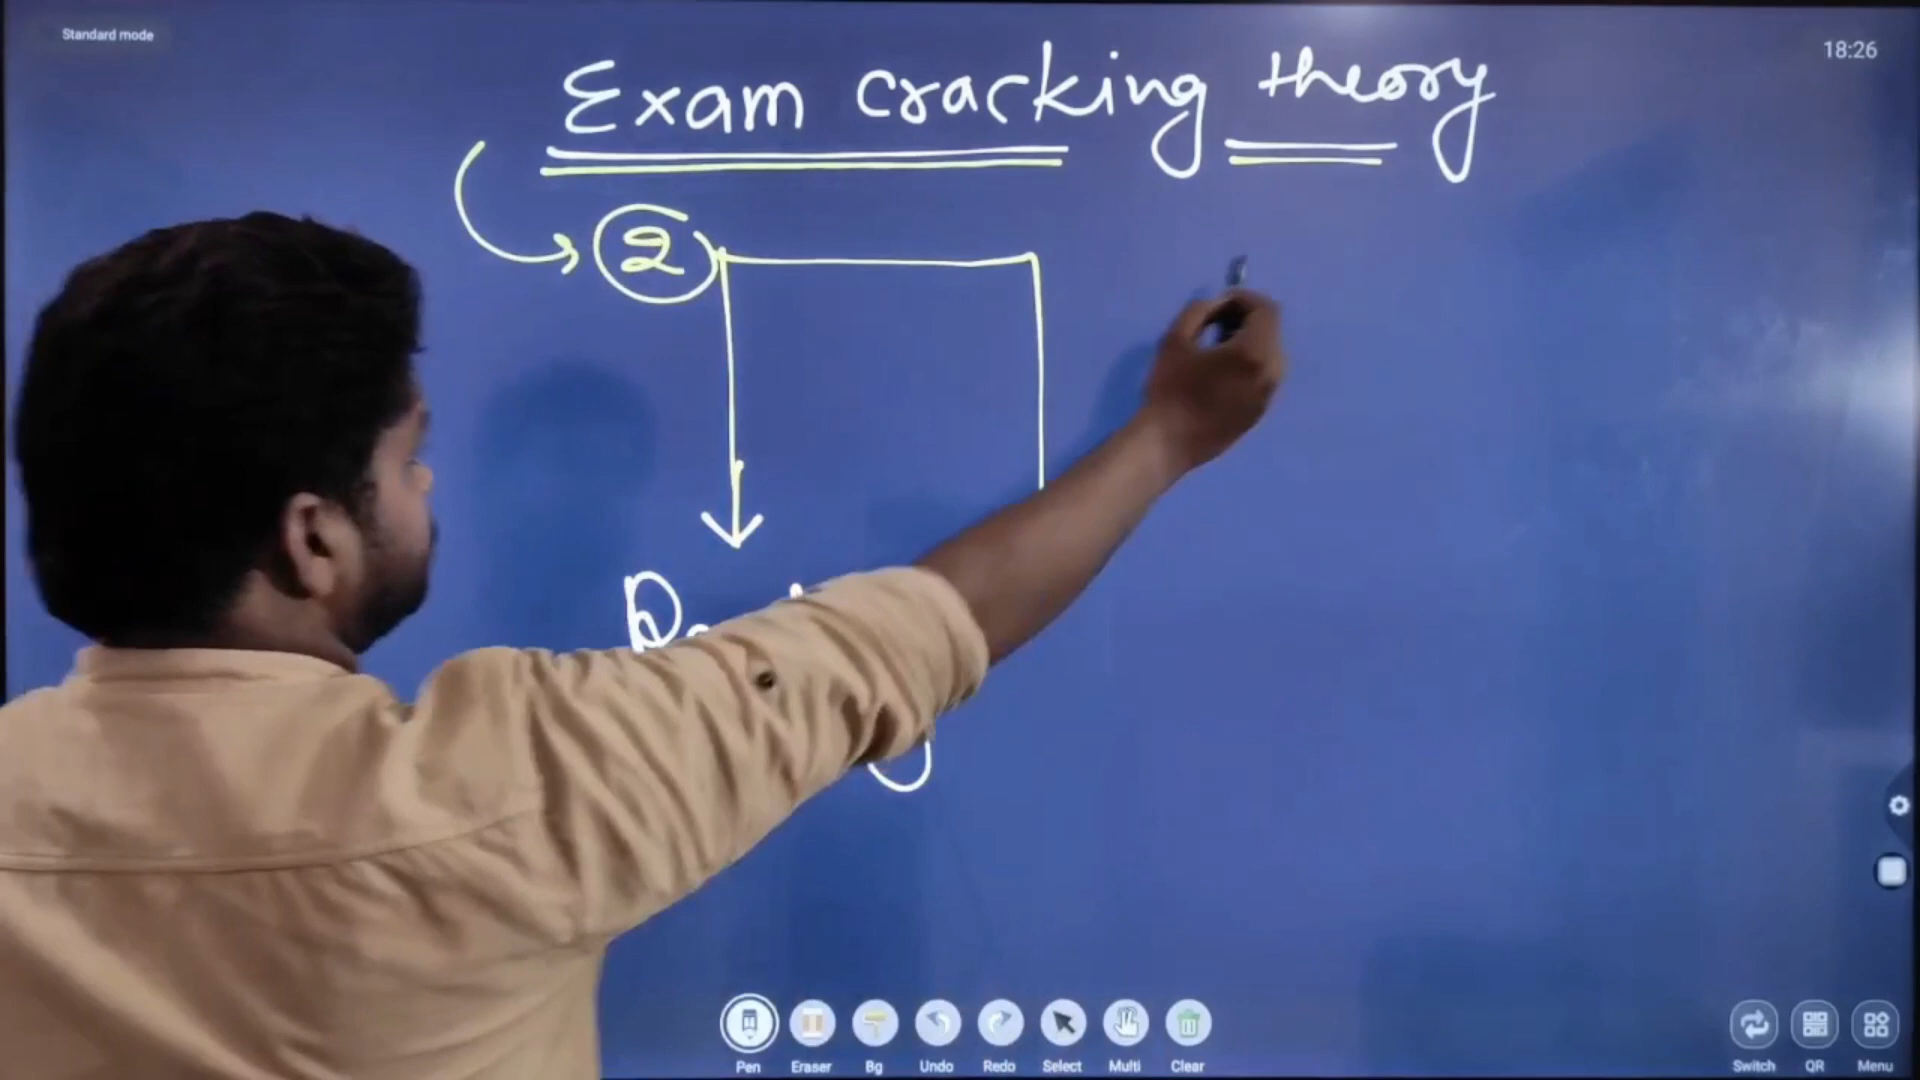 Standard mode
18:26
Exam cracking theory
2
Pen Eraser Bg Undo Redo Select Multi Clear
Switch QR Menu